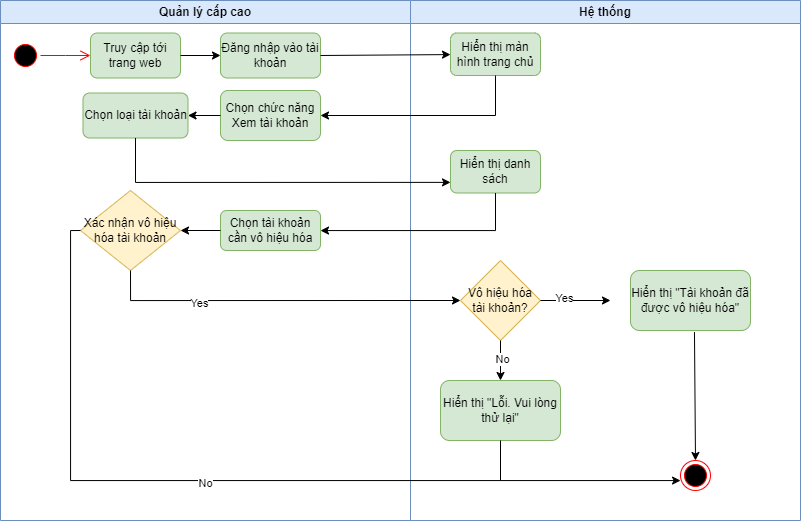 Quản lý cấp cao
Hệ thống
Truy cập tới
trang web
Đăng nhập vào tài
khoản
Hiển thị màn
hình trang chủ
Chọn loại tài khoản
Chọn chức năng
Xem tài khoản
Hiển thị danh
sách
Xác nhận vô hiệu
hóa tài khoản
Chọn tài khoản
cần vô hiệu hóa
Yes
Vô hiệu hóa
tài khoản?
Yes
Hiển thị "Tài khoản đã
được vô hiệu hóa"
No
Hiển thị "Lỗi. Vui lòng
thử lại"
No